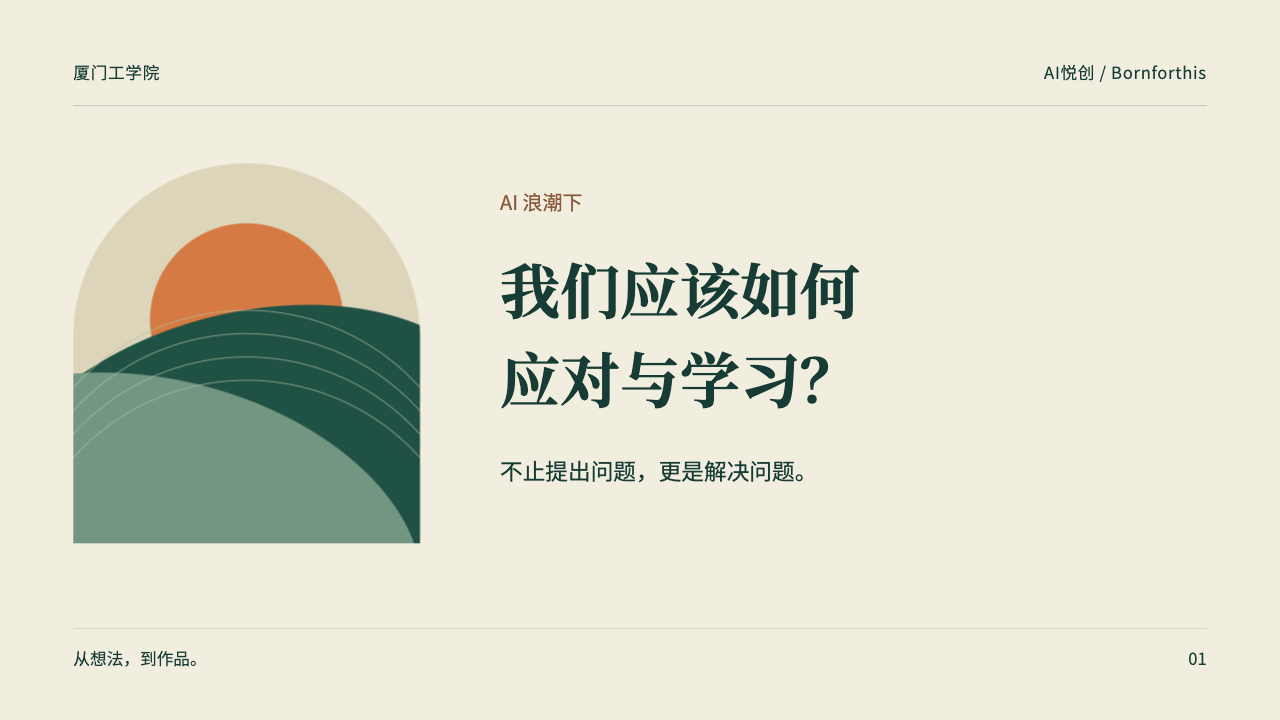 厦门工学院
AI悦创 / Bornforthis
AI 浪潮下
我们应该如何
应对与学习？
不止提出问题，更是解决问题。
从想法，到作品。
01